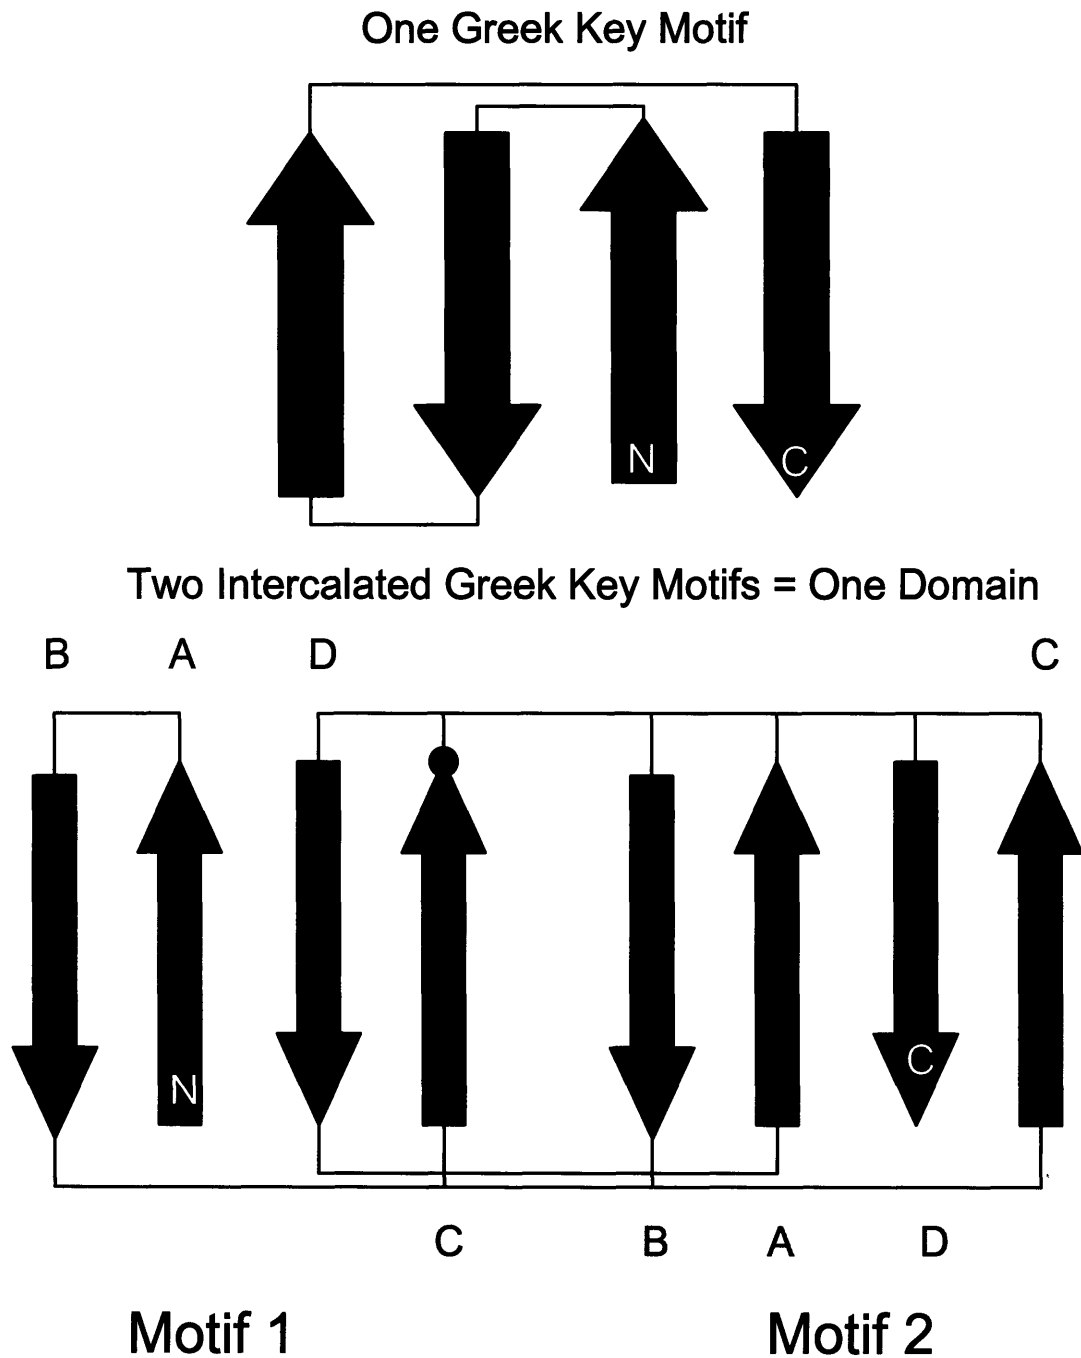 One Greek Key Motif
N C
Two Intercalated Greek Key Motifs = One Domain
B A D C
N C
C B A D
Motif 1 Motif 2